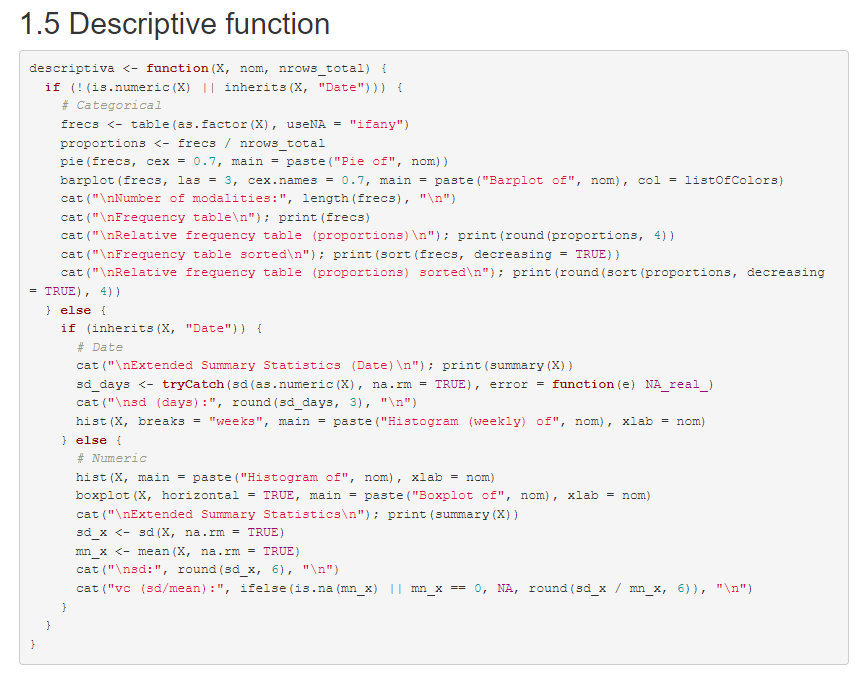 1.5 Descriptive function
descriptiva <- function(X, nom, nrows_total) {
  if (!(is.numeric(X) || inherits(X, "Date"))) {
    # Categorical
    frecs <- table(as.factor(X), useNA = "ifany")
    proportions <- frecs / nrows_total
    pie(frecs, cex = 0.7, main = paste("Pie of", nom))
    barplot(frecs, las = 3, cex.names = 0.7, main = paste("Barplot of", nom), col = listOfColors)
    cat("\nNumber of modalities:", length(frecs), "\n")
    cat("\nFrequency table\n"); print(frecs)
    cat("\nRelative frequency table (proportions)\n"); print(round(proportions, 4))
    cat("\nFrequency table sorted\n"); print(sort(frecs, decreasing = TRUE))
    cat("\nRelative frequency table (proportions) sorted\n"); print(round(sort(proportions, decreasing
= TRUE), 4))
  } else {
    if (inherits(X, "Date")) {
      # Date
      cat("\nExtended Summary Statistics (Date)\n"); print(summary(X))
      sd_days <- tryCatch(sd(as.numeric(X), na.rm = TRUE), error = function(e) NA_real_)
      cat("\nsd (days):", round(sd_days, 3), "\n")
      hist(X, breaks = "weeks", main = paste("Histogram (weekly) of", nom), xlab = nom)
    } else {
      # Numeric
      hist(X, main = paste("Histogram of", nom), xlab = nom)
      boxplot(X, horizontal = TRUE, main = paste("Boxplot of", nom), xlab = nom)
      cat("\nExtended Summary Statistics\n"); print(summary(X))
      sd_x <- sd(X, na.rm = TRUE)
      mn_x <- mean(X, na.rm = TRUE)
      cat("\nsd:", round(sd_x, 6), "\n")
      cat("vc (sd/mean):", ifelse(is.na(mn_x) || mn_x == 0, NA, round(sd_x / mn_x, 6)), "\n")
    }
  }
}